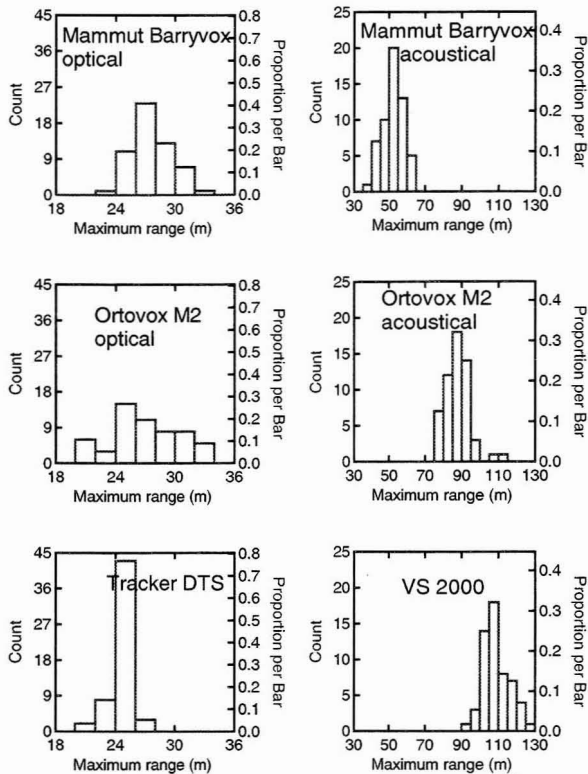 Mammut Barryvox
optical
45
36
27
18
9
0
Count
0.8
0.7
0.6
0.5
0.4
0.3
0.2
0.1
0.0
Proportion per Bar
18 24 30 36
Maximum range (m)
Mammut Barryvox
acoustical
25
20
15
10
5
0
Count
0.4
0.3
0.2
0.1
0.0
Proportion per Bar
30 50 70 90 110 130
Maximum range (m)
Ortovox M2
optical
45
36
27
18
9
0
Count
0.8
0.7
0.6
0.5
0.4
0.3
0.2
0.1
0.0
Proportion per Bar
18 24 30 36
Maximum range (m)
Ortovox M2
acoustical
25
20
15
10
5
0
Count
0.4
0.3
0.2
0.1
0.0
Proportion per Bar
30 50 70 90 110 130
Maximum range (m)
Tracker DTS
45
36
27
18
9
0
Count
0.8
0.7
0.6
0.5
0.4
0.3
0.2
0.1
0.0
Proportion per Bar
18 24 30 36
Maximum range (m)
VS 2000
25
20
15
10
5
0
Count
0.4
0.3
0.2
0.1
0.0
Proportion per Bar
30 50 70 90 110 130
Maximum range (m)